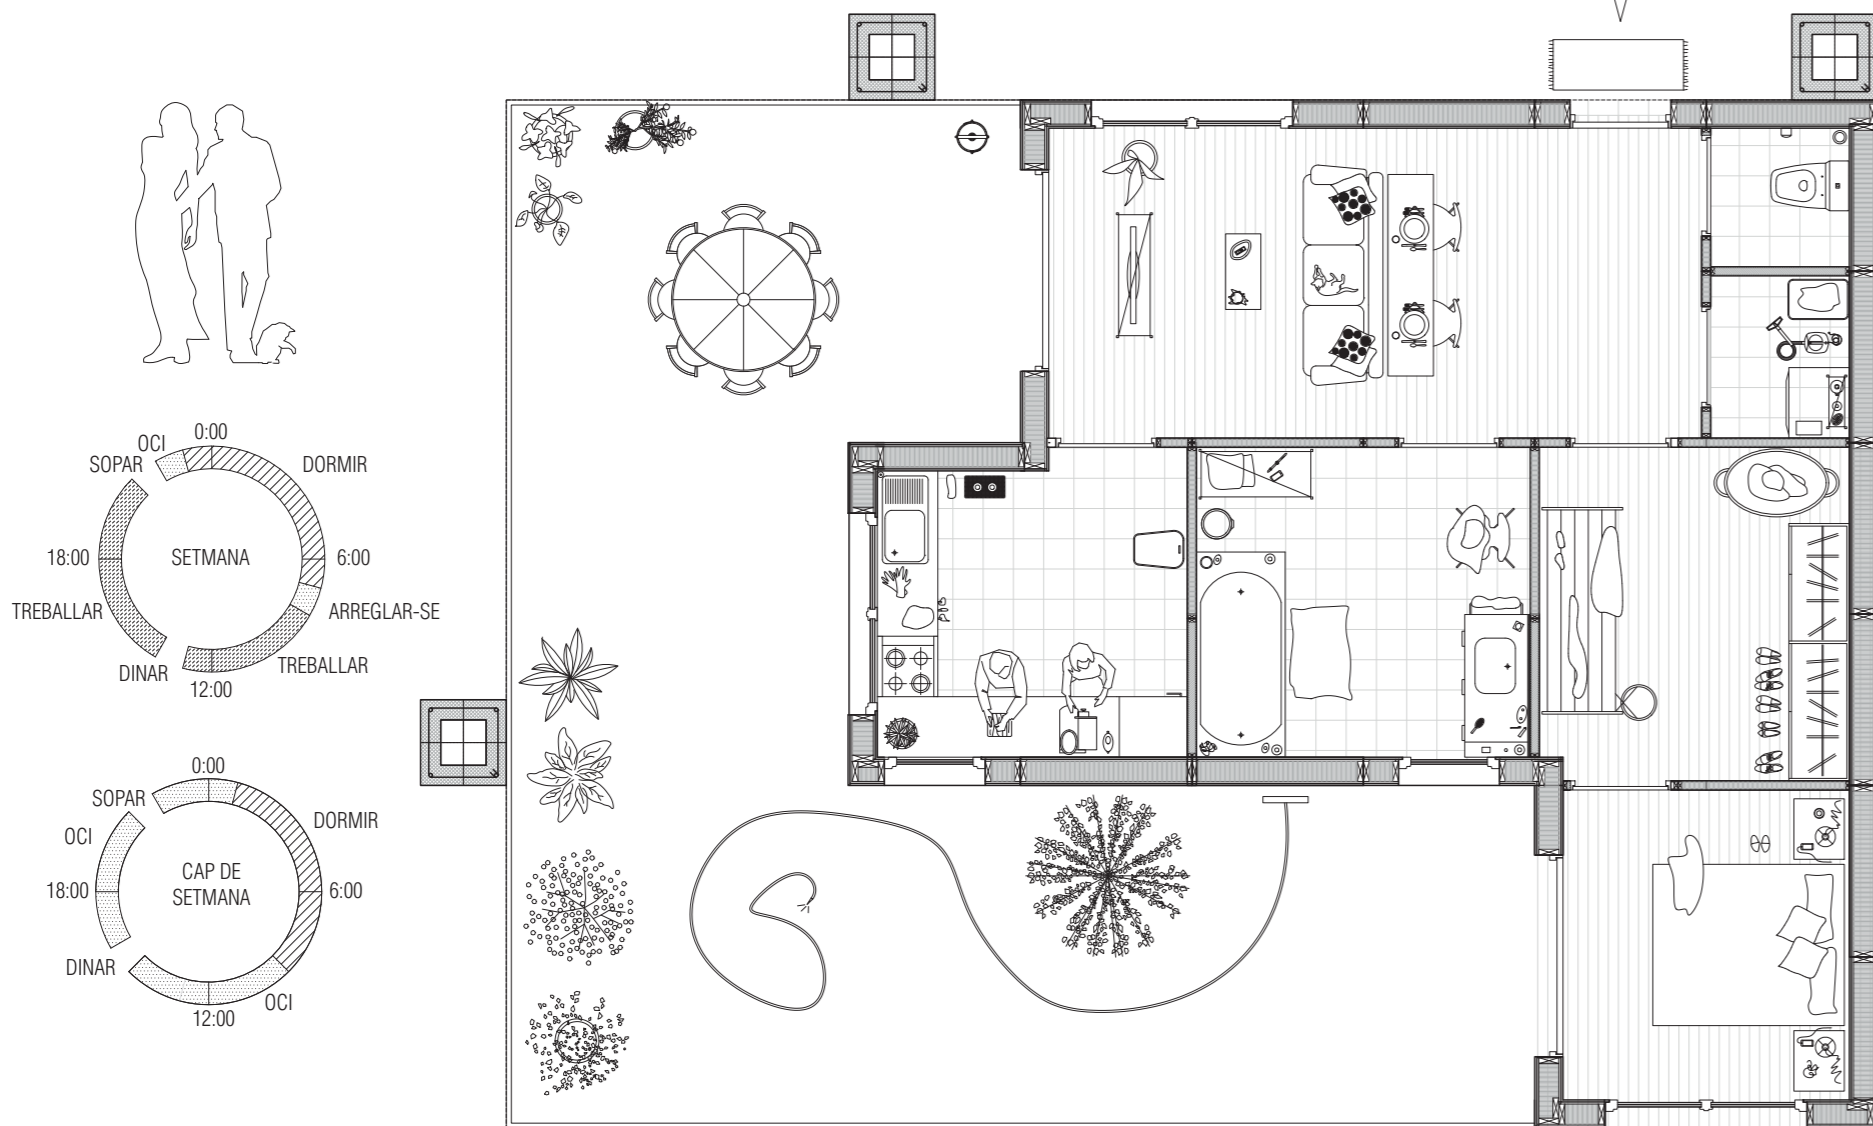 0:00
OCI
SOPAR
DORMIR
18:00
SETMANA
6:00
TREBALLAR
ARREGLAR-SE
DINAR
TREBALLAR
12:00
0:00
SOPAR
OCI
DORMIR
18:00
CAP DE
SETMANA
6:00
DINAR
OCI
12:00